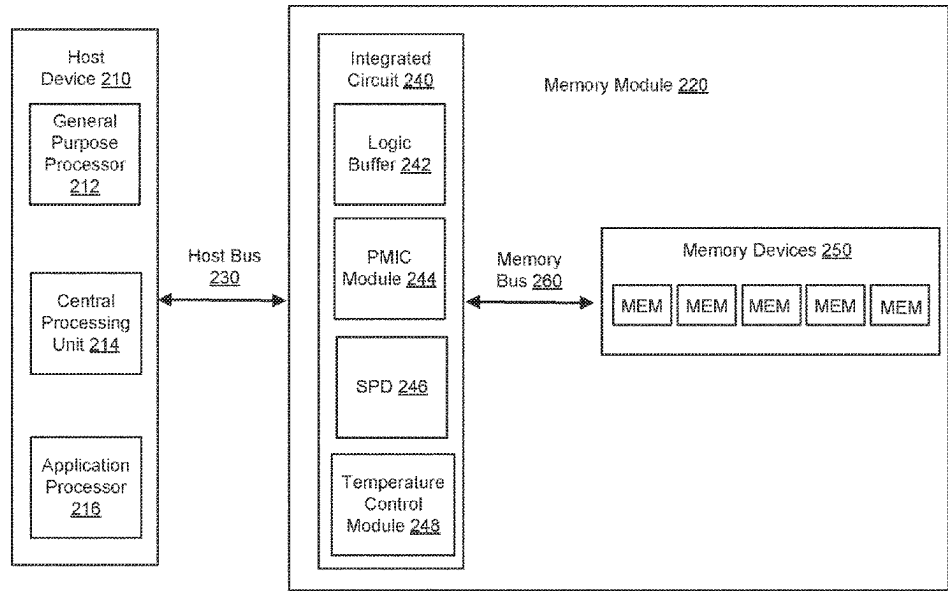 Host
Device 210
General
Purpose
Processor
212
Central
Processing
Unit 214
Application
Processor
216
Host Bus
230
Memory Module 220
Integrated
Circuit 240
Logic
Buffer 242
PMIC
Module 244
SPD 246
Temperature
Control
Module 248
Memory
Bus 260
Memory Devices 250
MEM MEM MEM MEM MEM